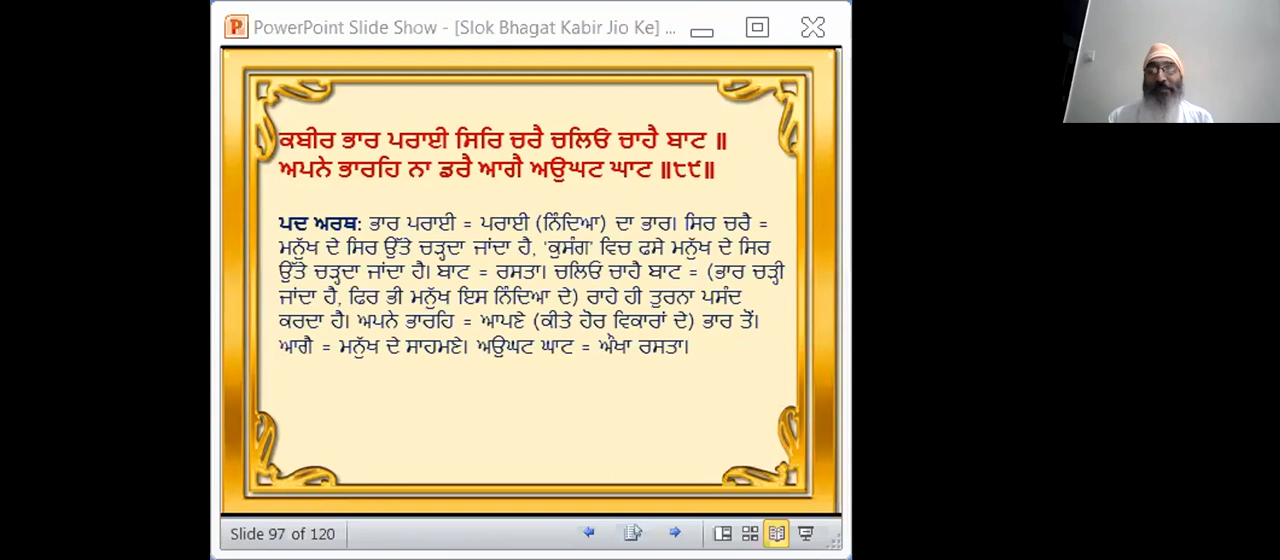 PowerPoint Slide Show - [Slok Bhagat Kabir Jio Ke] ...
ਕਬੀਰ ਭਾਰ ਪਰਾਈ ਸਿਰਿ ਚਰੈ ਚਲਿਓ ਚਾਹੈ ਬਾਟ ॥
ਅਪਨੇ ਭਾਰਹਿ ਨਾ ਡਰੈ ਆਗੈ ਅਉਘਟ ਘਾਟ ॥੮੯॥
ਪਦ ਅਰਥ: ਭਾਰ ਪਰਾਈ = ਪਰਾਈ (ਨਿੰਦਿਆ) ਦਾ ਭਾਰ। ਸਿਰ ਚਰੈ =
ਮਨੁੱਖ ਦੇ ਸਿਰ ਉੱਤੇ ਚੜ੍ਹਦਾ ਜਾਂਦਾ ਹੈ, 'ਕੁਸੰਗ' ਵਿਚ ਫਸੇ ਮਨੁੱਖ ਦੇ ਸਿਰ
ਉੱਤੇ ਚੜ੍ਹਦਾ ਜਾਂਦਾ ਹੈ। ਬਾਟ = ਰਸਤਾ। ਚਲਿਓ ਚਾਹੈ ਬਾਟ = (ਭਾਰ ਚੜ੍ਹੀ
ਜਾਂਦਾ ਹੈ, ਫਿਰ ਭੀ ਮਨੁੱਖ ਇਸ ਨਿੰਦਿਆ ਦੇ) ਰਾਹੇ ਹੀ ਤੁਰਨਾ ਪਸੰਦ
ਕਰਦਾ ਹੈ। ਅਪਨੇ ਭਾਰਹਿ = ਆਪਣੇ (ਕੀਤੇ ਹੋਰ ਵਿਕਾਰਾਂ ਦੇ) ਭਾਰ ਤੋਂ।
ਆਗੈ = ਮਨੁੱਖ ਦੇ ਸਾਹਮਣੇ। ਅਉਘਟ ਘਾਟ = ਔਖਾ ਰਸਤਾ।
Slide 97 of 120